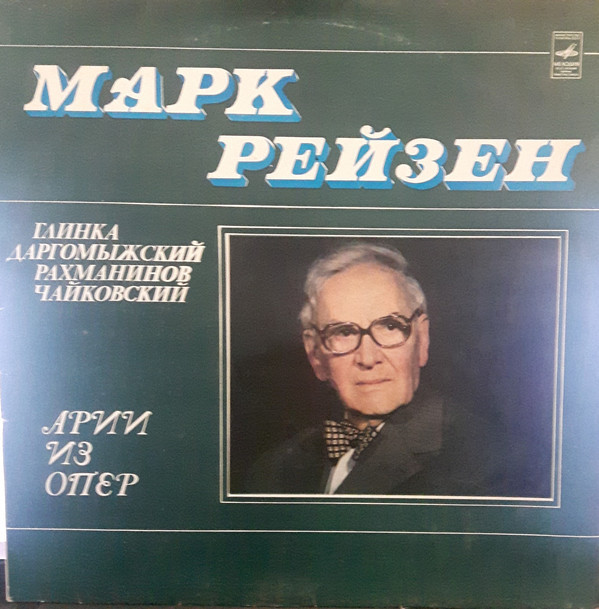 МАРК
РЕЙЗЕН
ГЛИНКА
ДАРГОМЫЖСКИЙ
РАХМАНИНОВ
ЧАЙКОВСКИЙ
АРИИ
ИЗ
ОПЕР